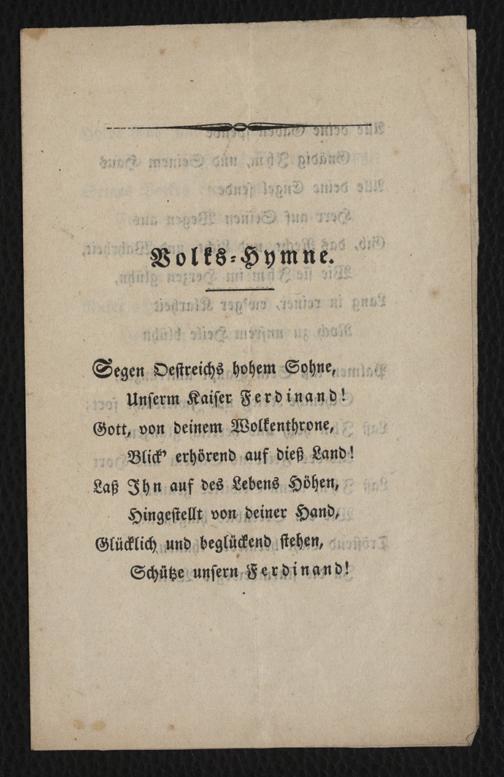 Volks-Hymne.
Segen Oestreichs hohem Sohne,
Unserm Kaiser Ferdinand!
Gott, von deinem Wolkenthrone,
Blick' erhörend auf dieß Land!
Laß Ihn auf des Lebens Höhen,
Hingestellt von deiner Hand,
Glücklich und beglückend stehen,
Schütze unsern Ferdinand!